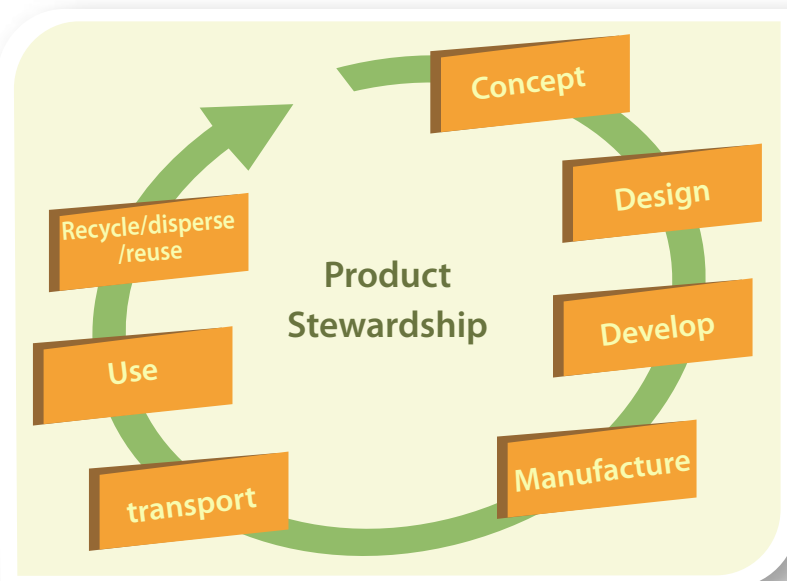 Concept
Design
Develop
Manufacture
transport
Use
Recycle/disperse
/reuse
Product
Stewardship